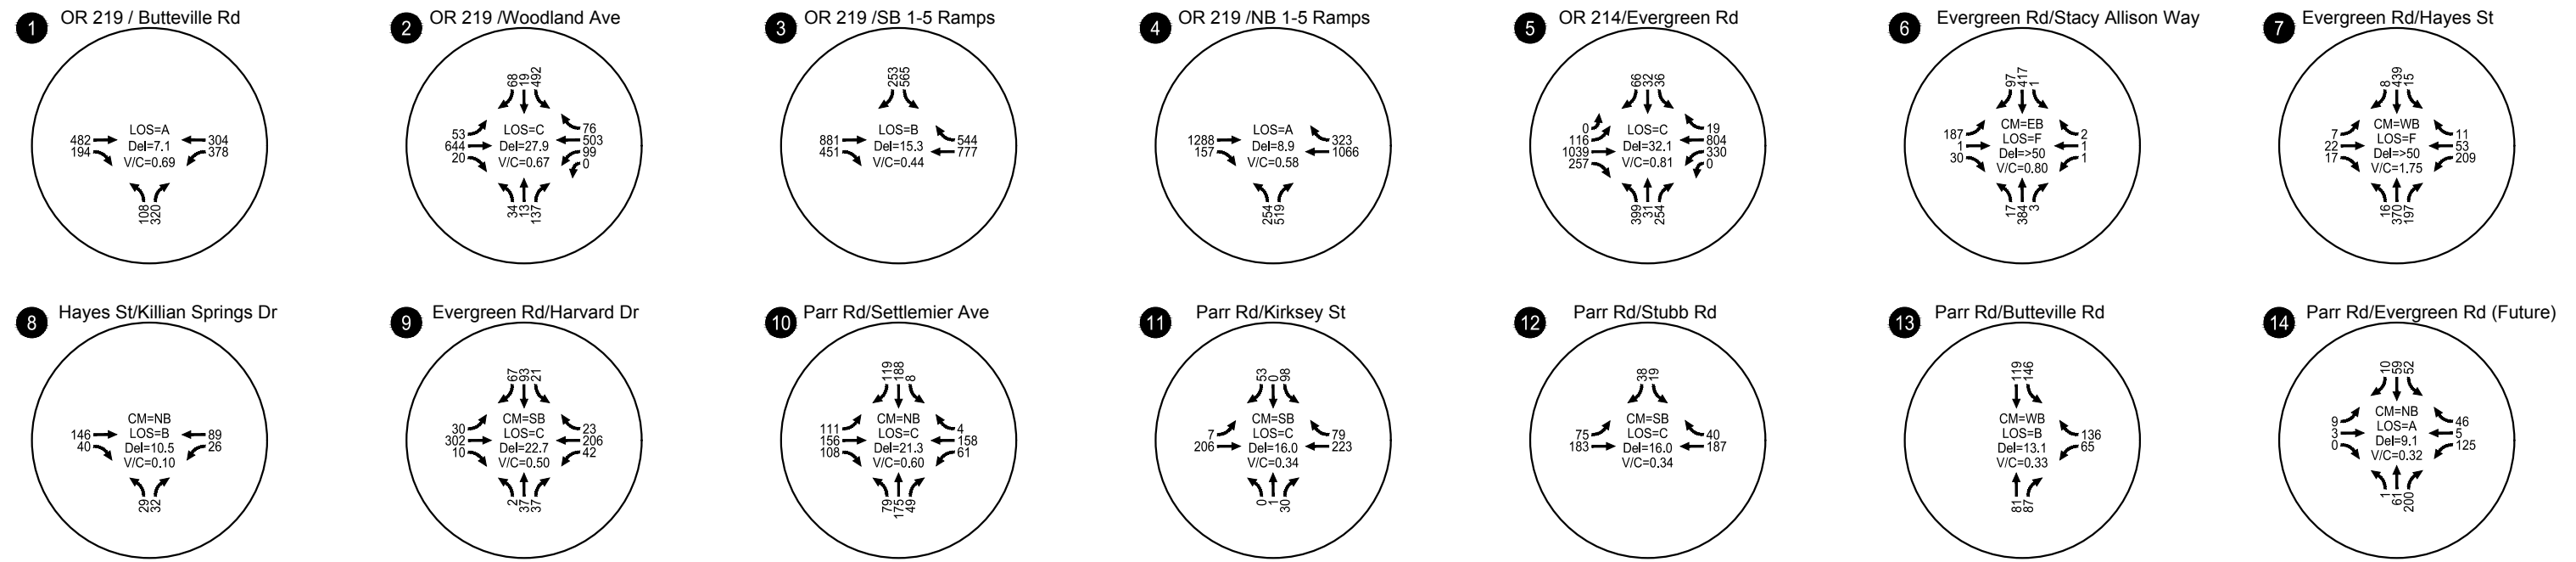 1 OR 219 / Butteville Rd
482
194
LOS=A
Del=7.1
V/C=0.69
304
378
108
320
2 OR 219 /Woodland Ave
68
19
492
53
644
20
LOS=C
Del=27.9
V/C=0.67
76
503
99
0
34
13
137
3 OR 219 /SB 1-5 Ramps
253
565
881
451
LOS=B
Del=15.3
V/C=0.44
544
777
4 OR 219 /NB 1-5 Ramps
1288
157
LOS=A
Del=8.9
V/C=0.58
323
1066
254
519
5 OR 214/Evergreen Rd
66
32
36
0
116
1039
257
LOS=C
Del=32.1
V/C=0.81
19
804
330
0
399
31
254
6 Evergreen Rd/Stacy Allison Way
97
417
1
187
1
30
CM=EB
LOS=F
Del=>50
V/C=0.80
2
1
1
17
384
3
7 Evergreen Rd/Hayes St
8
439
15
7
22
17
CM=WB
LOS=F
Del=>50
V/C=1.75
11
53
209
16
370
197
8 Hayes St/Killian Springs Dr
146
40
CM=NB
LOS=B
Del=10.5
V/C=0.10
89
26
29
32
9 Evergreen Rd/Harvard Dr
67
93
21
30
302
10
CM=SB
LOS=C
Del=22.7
V/C=0.50
23
206
42
2
37
37
10 Parr Rd/Settlemier Ave
119
188
8
111
156
108
CM=NB
LOS=C
Del=21.3
V/C=0.60
4
158
61
79
175
49
11 Parr Rd/Kirksey St
53
0
98
7
206
CM=SB
LOS=C
Del=16.0
V/C=0.34
79
223
0
1
30
12 Parr Rd/Stubb Rd
38
19
75
183
CM=SB
LOS=C
Del=16.0
V/C=0.34
40
187
13 Parr Rd/Butteville Rd
119
146
CM=WB
LOS=B
Del=13.1
V/C=0.33
136
65
81
87
14 Parr Rd/Evergreen Rd (Future)
10
59
52
9
3
0
CM=NB
LOS=A
Del=9.1
V/C=0.32
46
5
125
1
61
200